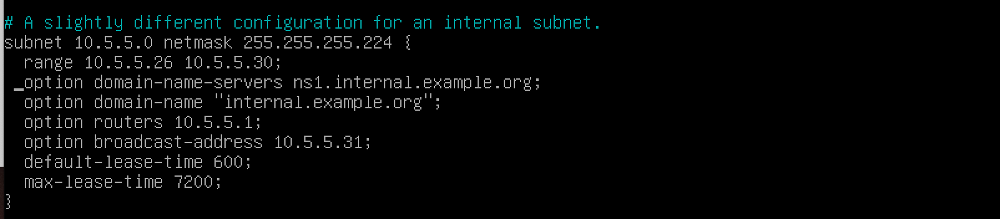 # A slightly different configuration for an internal subnet.
subnet 10.5.5.0 netmask 255.255.255.224 {
  range 10.5.5.26 10.5.5.30;
 _option domain-name-servers ns1.internal.example.org;
  option domain-name "internal.example.org";
  option routers 10.5.5.1;
  option broadcast-address 10.5.5.31;
  default-lease-time 600;
  max-lease-time 7200;
}